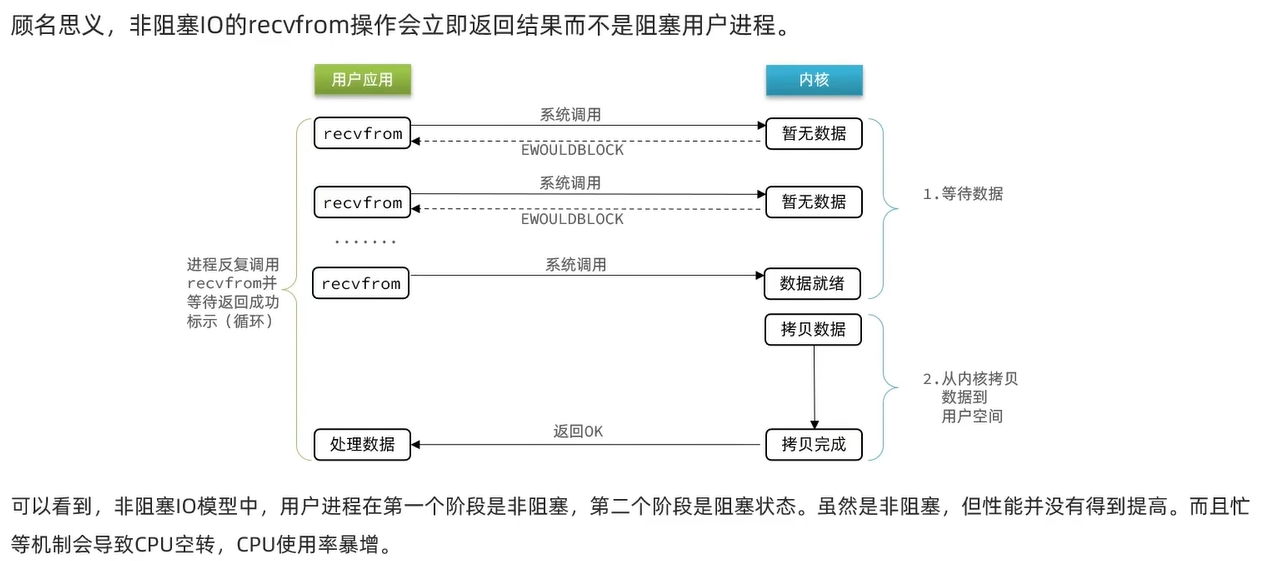 顾名思义，非阻塞IO的recvfrom操作会立即返回结果而不是阻塞用户进程。
用户应用
内核
recvfrom
系统调用
EWOULDBLOCK
暂无数据
recvfrom
系统调用
EWOULDBLOCK
暂无数据
1.等待数据
.......
进程反复调用
recvfrom并
等待返回成功
标示（循环）
recvfrom
系统调用
数据就绪
拷贝数据
2.从内核拷贝
数据到
用户空间
处理数据
返回OK
拷贝完成
可以看到，非阻塞IO模型中，用户进程在第一个阶段是非阻塞，第二个阶段是阻塞状态。虽然是非阻塞，但性能并没有得到提高。而且忙
等机制会导致CPU空转，CPU使用率暴增。